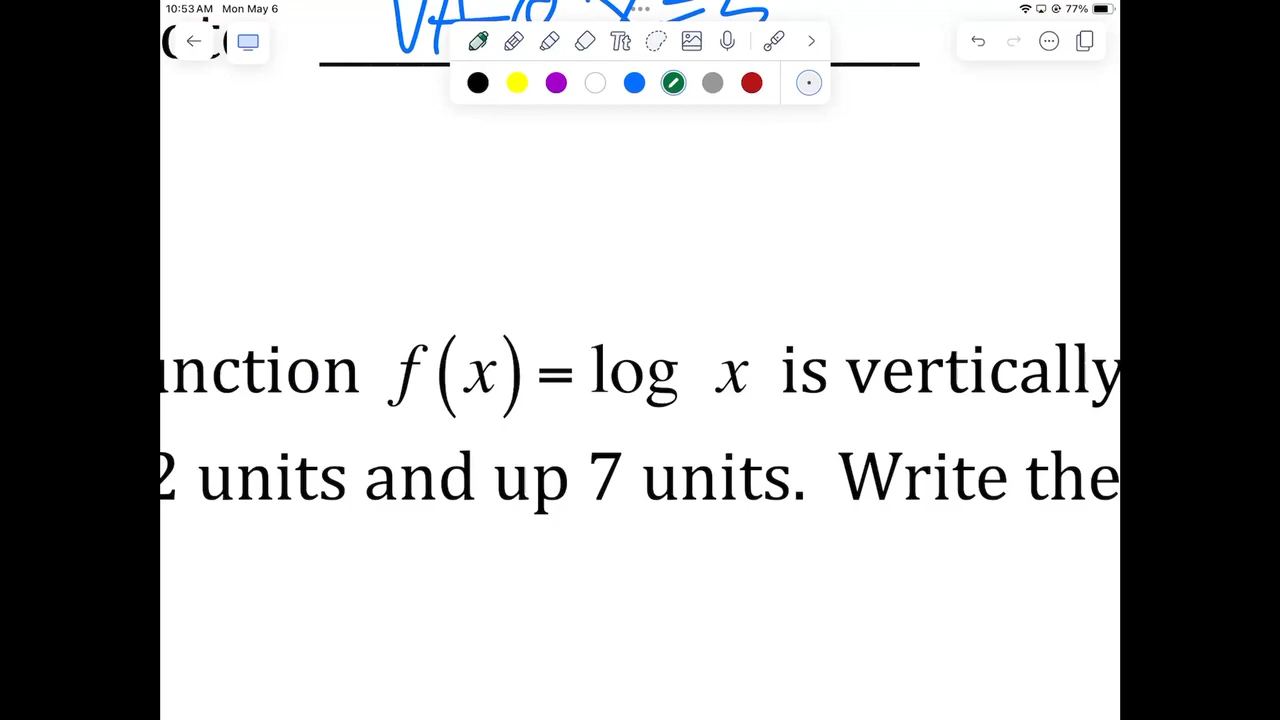 10:53 AM Mon May 6
77%
Tt
unction f(x) = log x is vertically
2 units and up 7 units. Write the